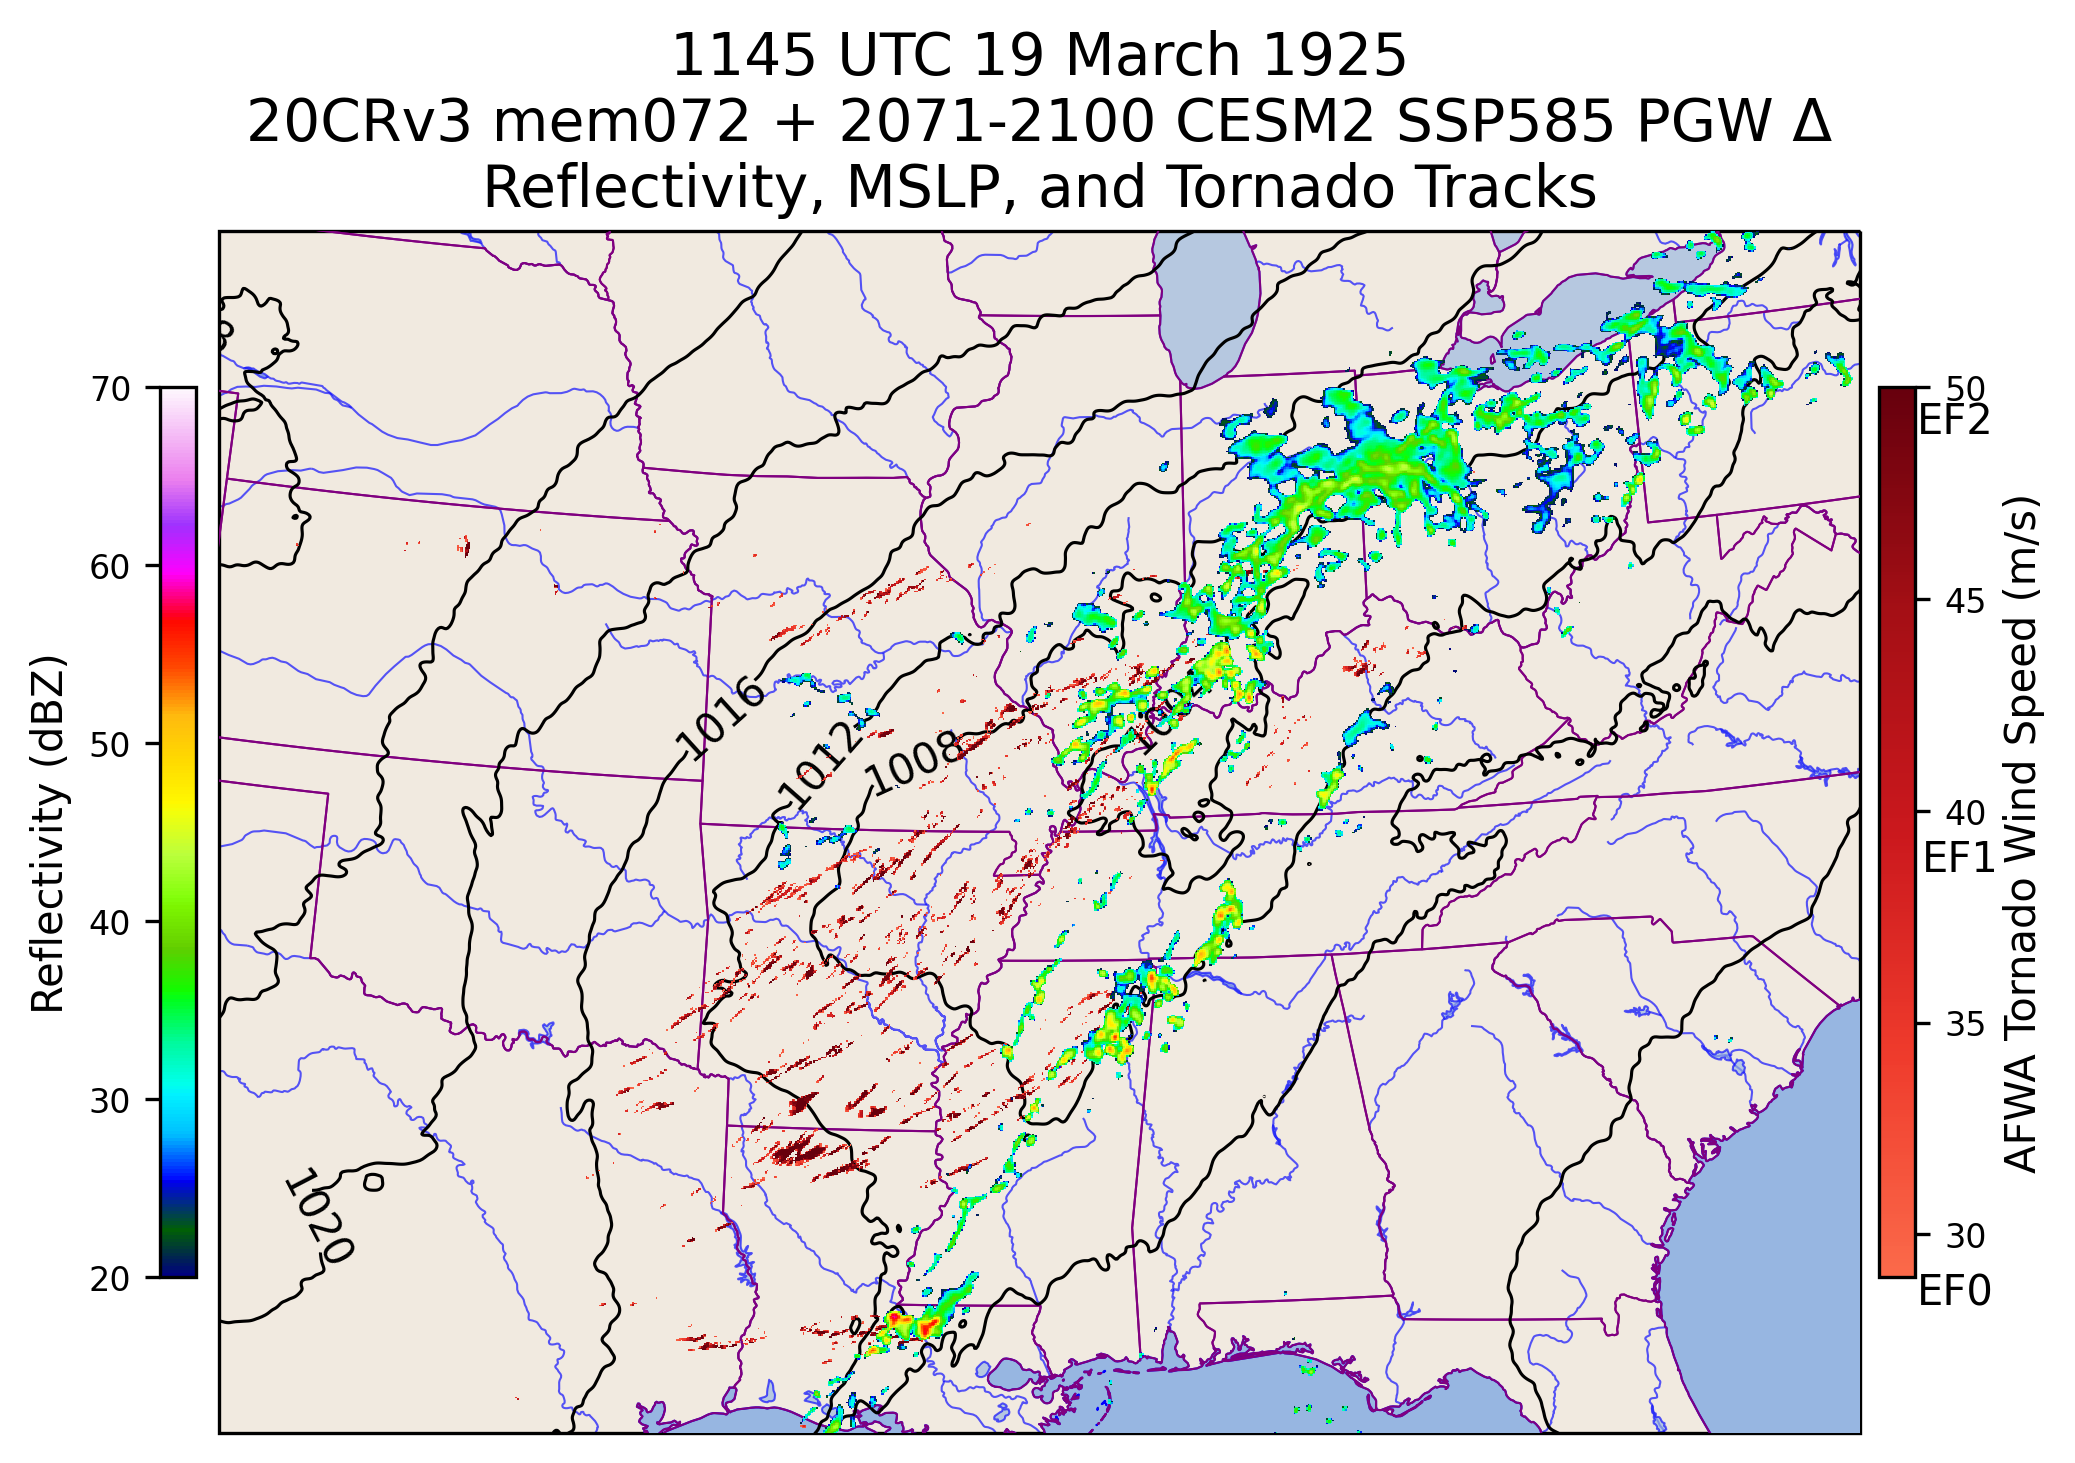 1145 UTC 19 March 1925
20CRv3 mem072 + 2071-2100 CESM2 SSP585 PGW Δ
Reflectivity, MSLP, and Tornado Tracks
Reflectivity (dBZ)
70
60
50
40
30
20
1016
1012
1008
1020
50
EF2
45
40
EF1
35
30
EF0
AFWA Tornado Wind Speed (m/s)